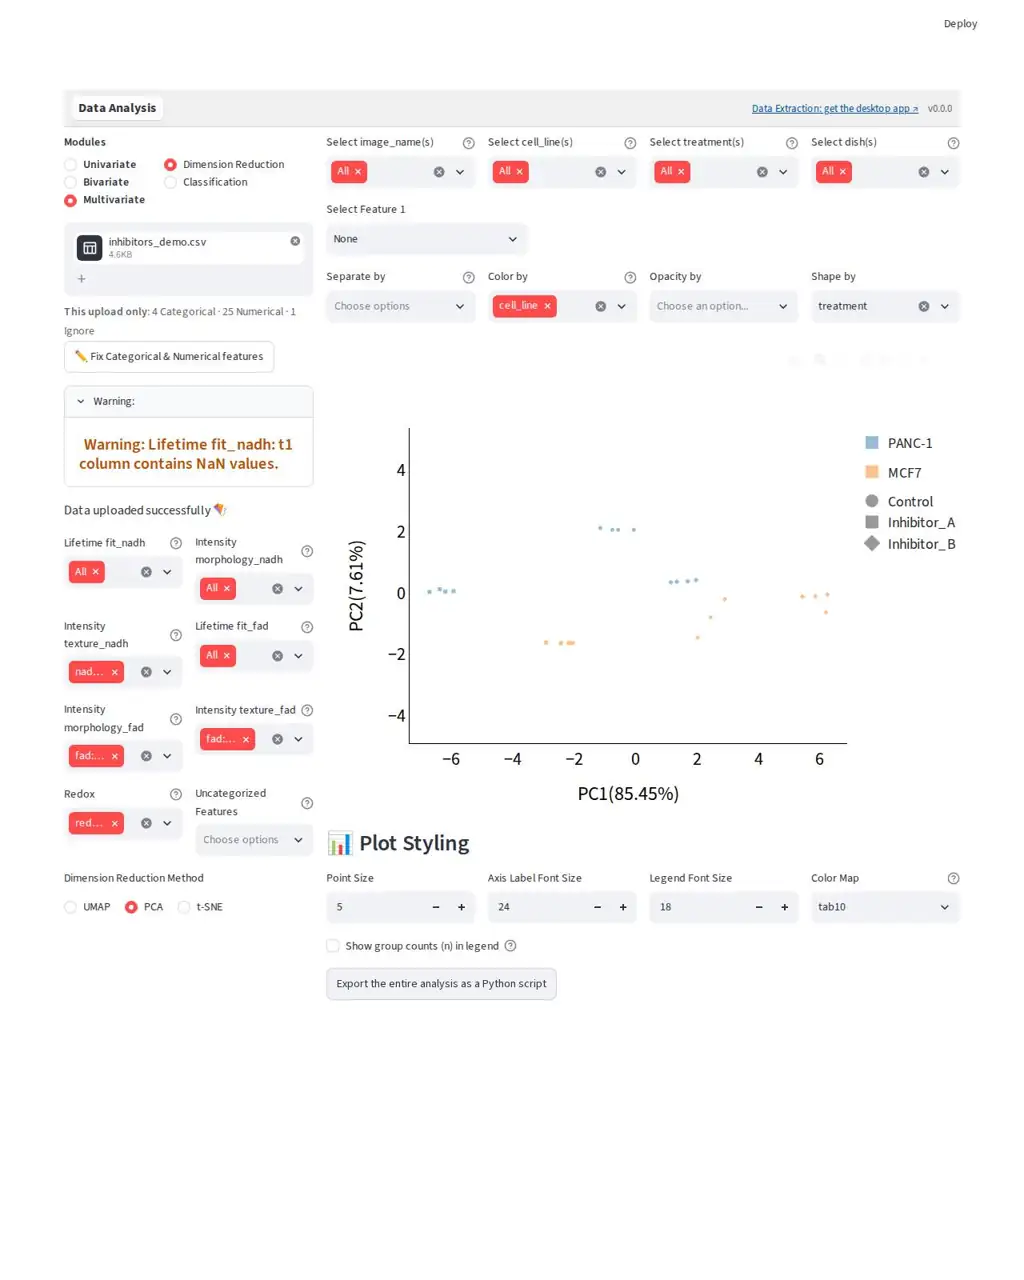 Deploy
Data Analysis
Data Extraction: get the desktop app ↗ v0.0.0
Modules
Univariate
Bivariate
Multivariate
Dimension Reduction
Classification
inhibitors_demo.csv
4.6KB
+
This upload only: 4 Categorical · 25 Numerical · 1
Ignore
✏️ Fix Categorical & Numerical features
Warning:
Warning: Lifetime fit_nadh: t1
column contains NaN values.
Data uploaded successfully 🪁
Lifetime fit_nadh
All
Intensity
morphology_nadh
All
Intensity
texture_nadh
nad...
Lifetime fit_fad
All
Intensity
morphology_fad
fad:...
Intensity texture_fad
fad:...
Redox
red...
Uncategorized
Features
Choose options
Dimension Reduction Method
UMAP PCA t-SNE
Select image_name(s)
All
Select cell_line(s)
All
Select treatment(s)
All
Select dish(s)
All
Select Feature 1
None
Separate by
Choose options
Color by
cell_line
Opacity by
Choose an option...
Shape by
treatment
PC2(7.61%)
4
2
0
−2
−4
−6 −4 −2 0 2 4 6
PC1(85.45%)
PANC-1
MCF7
Control
Inhibitor_A
Inhibitor_B
📊 Plot Styling
Point Size
5
Axis Label Font Size
24
Legend Font Size
18
Color Map
tab10
Show group counts (n) in legend
Export the entire analysis as a Python script